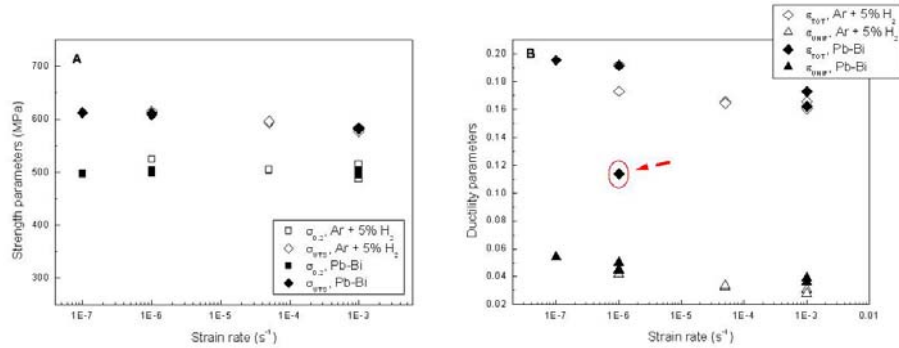 A
700
600
500
400
300
Strength parameters (MPa)
1E-7 1E-6 1E-5 1E-4 1E-3
Strain rate (s⁻¹)
σ0.2, Ar + 5% H2
σUTS, Ar + 5% H2
σ0.2, Pb-Bi
σUTS, Pb-Bi
B
0.20
0.18
0.16
0.14
0.12
0.10
0.08
0.06
0.04
0.02
Ductility parameters
1E-7 1E-6 1E-5 1E-4 1E-3 0.01
Strain rate (s⁻¹)
εTOT, Ar + 5% H2
εUNIF, Ar + 5% H2
εTOT, Pb-Bi
εUNIF, Pb-Bi